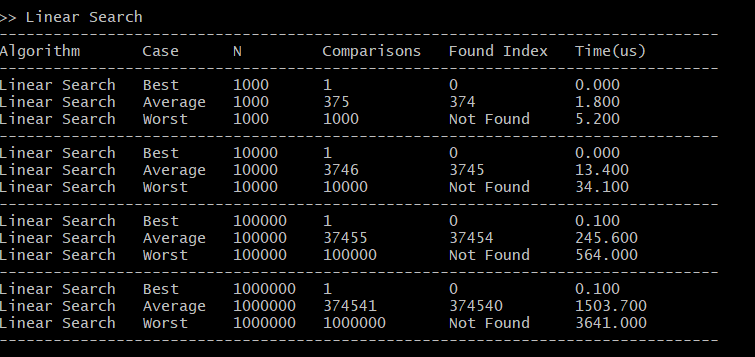 >> Linear Search
--------------------------------------------------------------------------------
Algorithm       Case      N         Comparisons   Found Index   Time(us)
--------------------------------------------------------------------------------
Linear Search   Best      1000      1             0             0.000
Linear Search   Average   1000      375           374           1.800
Linear Search   Worst     1000      1000          Not Found     5.200
--------------------------------------------------------------------------------
Linear Search   Best      10000     1             0             0.000
Linear Search   Average   10000     3746          3745          13.400
Linear Search   Worst     10000     10000         Not Found     34.100
--------------------------------------------------------------------------------
Linear Search   Best      100000    1             0             0.100
Linear Search   Average   100000    37455         37454         245.600
Linear Search   Worst     100000    100000        Not Found     564.000
--------------------------------------------------------------------------------
Linear Search   Best      1000000   1             0             0.100
Linear Search   Average   1000000   374541        374540        1503.700
Linear Search   Worst     1000000   1000000       Not Found     3641.000
--------------------------------------------------------------------------------